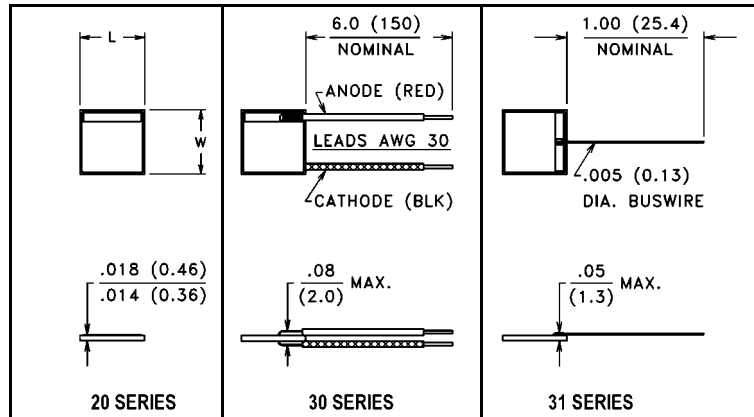 L
W
.018 (0.46)
.014 (0.36)
20 SERIES
6.0 (150)
NOMINAL
ANODE (RED)
LEADS AWG 30
CATHODE (BLK)
.08
(2.0)
MAX.
30 SERIES
1.00 (25.4)
NOMINAL
.005 (0.13)
DIA. BUSWIRE
.05
(1.3)
MAX.
31 SERIES